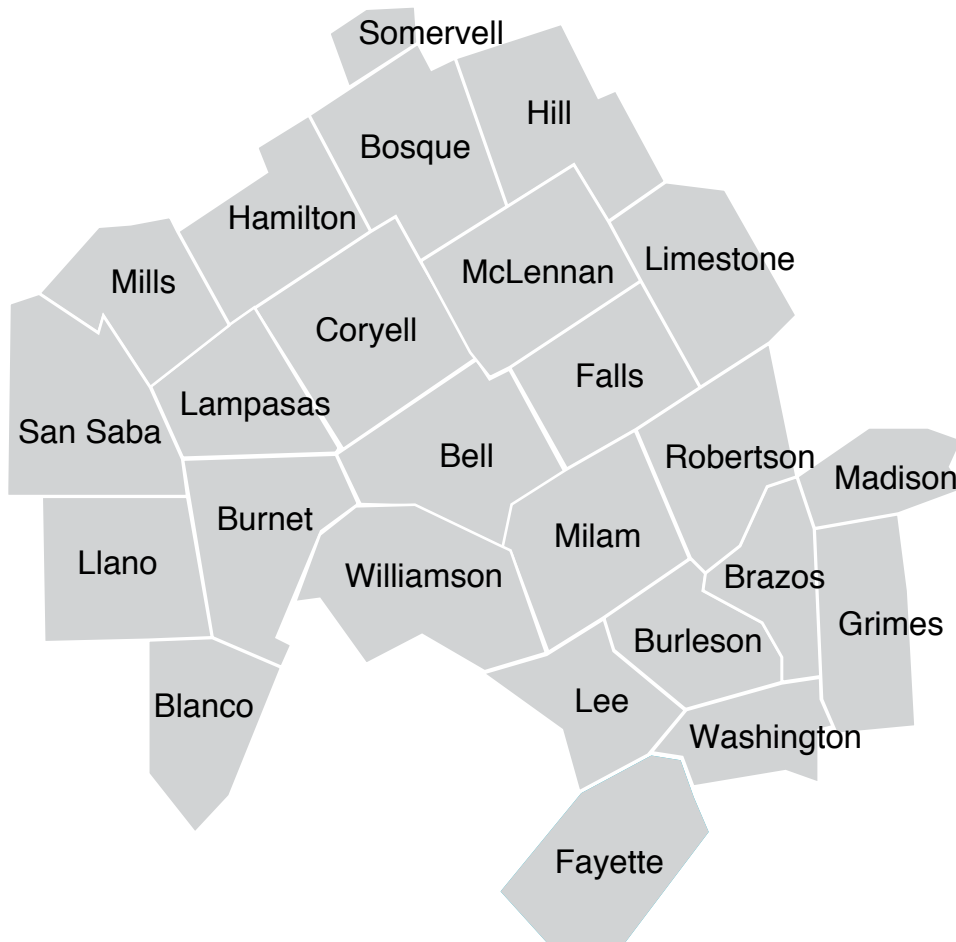 Somervell
Hill
Bosque
Hamilton
Limestone
McLennan
Mills
Coryell
Falls
Lampasas
San Saba
Bell
Robertson
Madison
Burnet
Milam
Llano
Williamson
Brazos
Grimes
Burleson
Lee
Blanco
Washington
Fayette